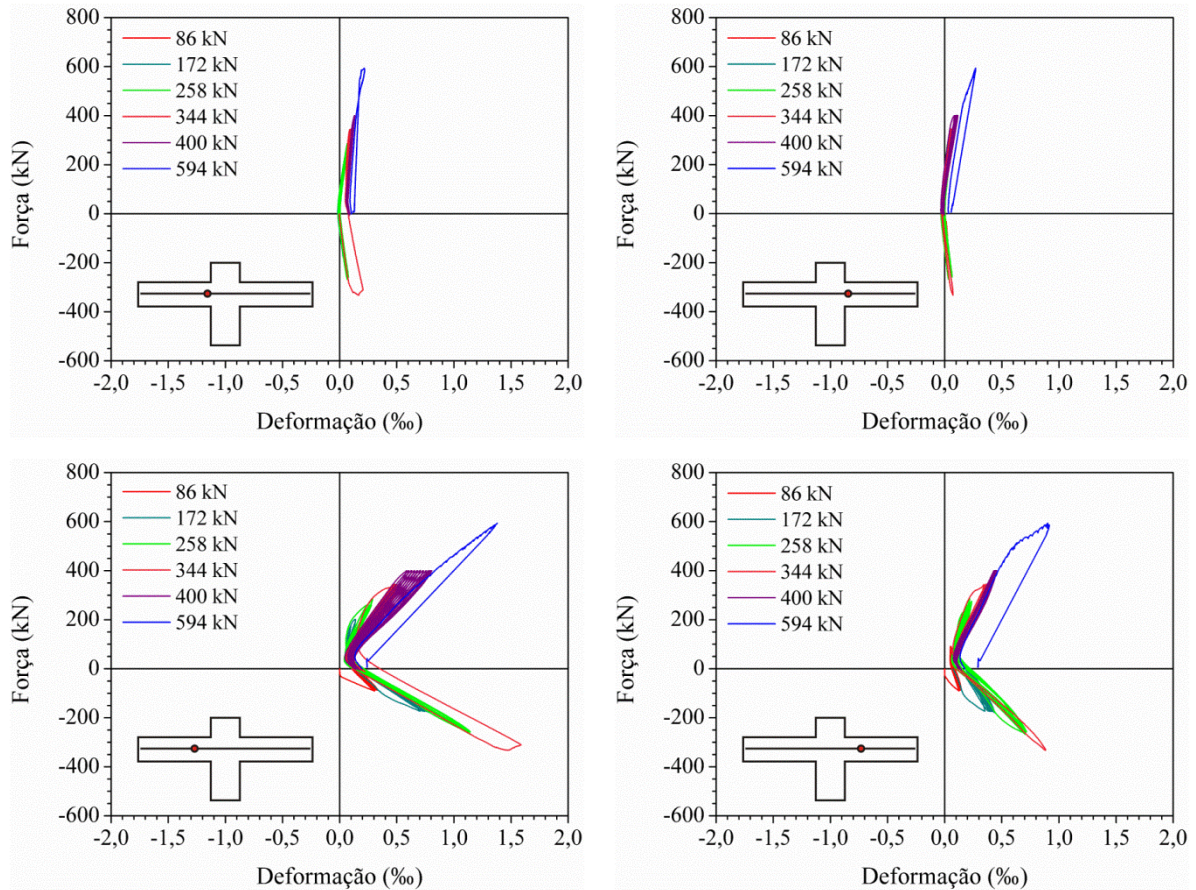 800
600
400
200
0
-200
-400
-600
Força (kN)
86 kN
172 kN
258 kN
344 kN
400 kN
594 kN
-2,0 -1,5 -1,0 -0,5 0,0 0,5 1,0 1,5 2,0
Deformação (‰)
800
600
400
200
0
-200
-400
-600
Força (kN)
86 kN
172 kN
258 kN
344 kN
400 kN
594 kN
-2,0 -1,5 -1,0 -0,5 0,0 0,5 1,0 1,5 2,0
Deformação (‰)
800
600
400
200
0
-200
-400
-600
Força (kN)
86 kN
172 kN
258 kN
344 kN
400 kN
594 kN
-2,0 -1,5 -1,0 -0,5 0,0 0,5 1,0 1,5 2,0
Deformação (‰)
800
600
400
200
0
-200
-400
-600
Força (kN)
86 kN
172 kN
258 kN
344 kN
400 kN
594 kN
-2,0 -1,5 -1,0 -0,5 0,0 0,5 1,0 1,5 2,0
Deformação (‰)